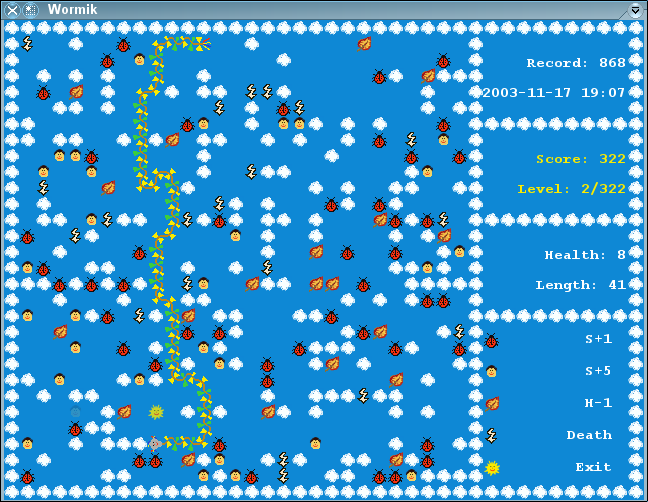 Wormik
Record: 868
2003-11-17 19:07
Score: 322
Level: 2/322
Health: 8
Length: 41
S+1
S+5
H-1
Death
Exit